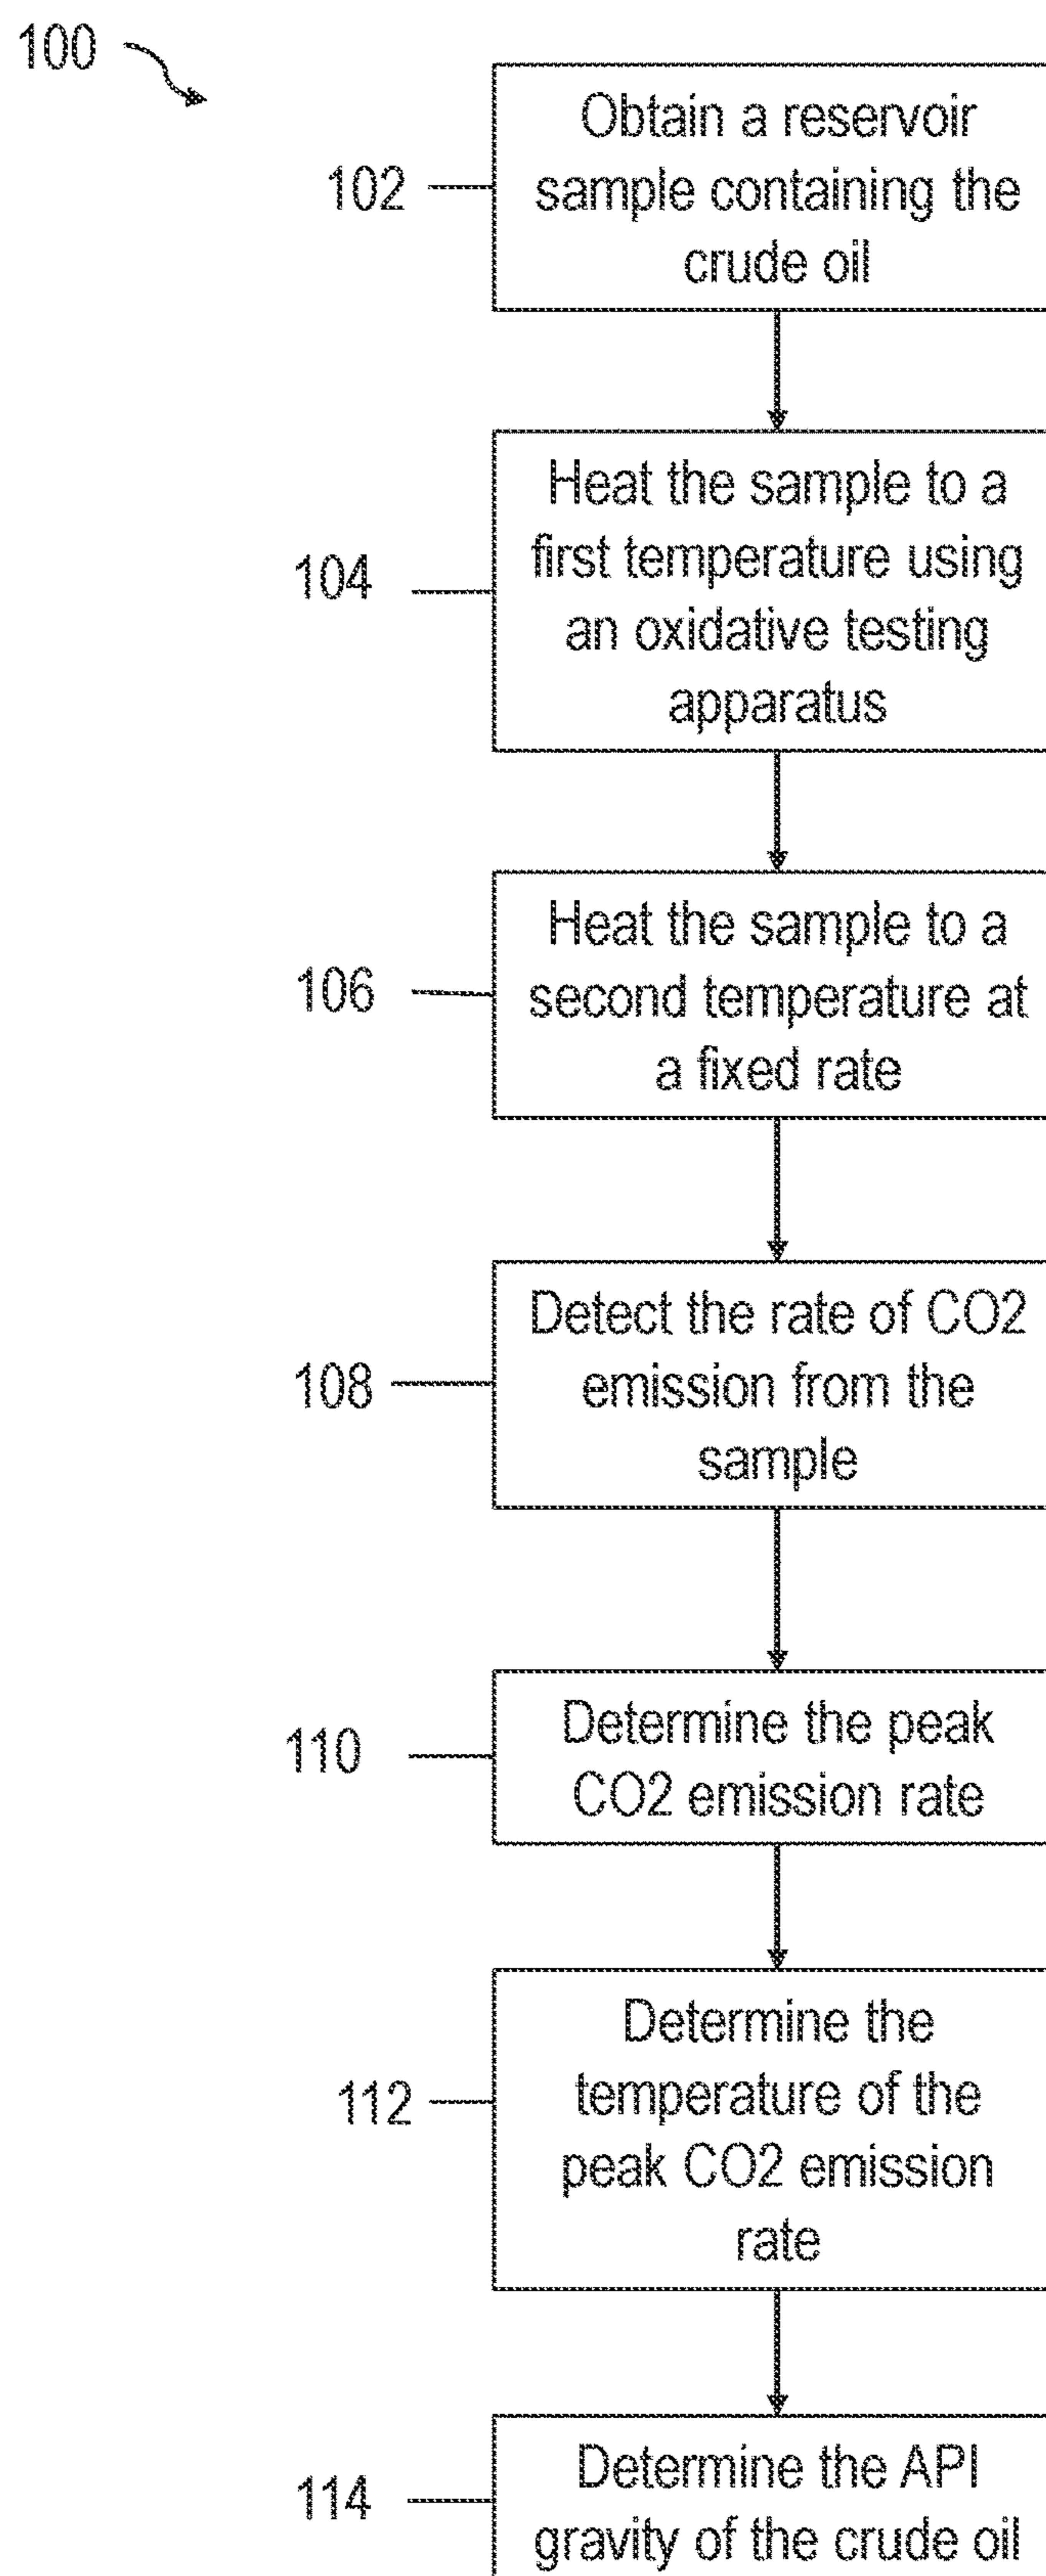 100
Obtain a reservoir
102
sample containing the
crude oil
Heat the sample to a
first temperature using
104
an oxidative testing
apparatus
Heat the sample to a
106
second temperature at
a fixed rate
Detect the rate of CO2
108
emission from the
sample
Determine the peak
110
CO2 emission rate
Determine the
temperature of the
112
peak CO2 emission
rate
Determine the API
114
gravity of the crude oil